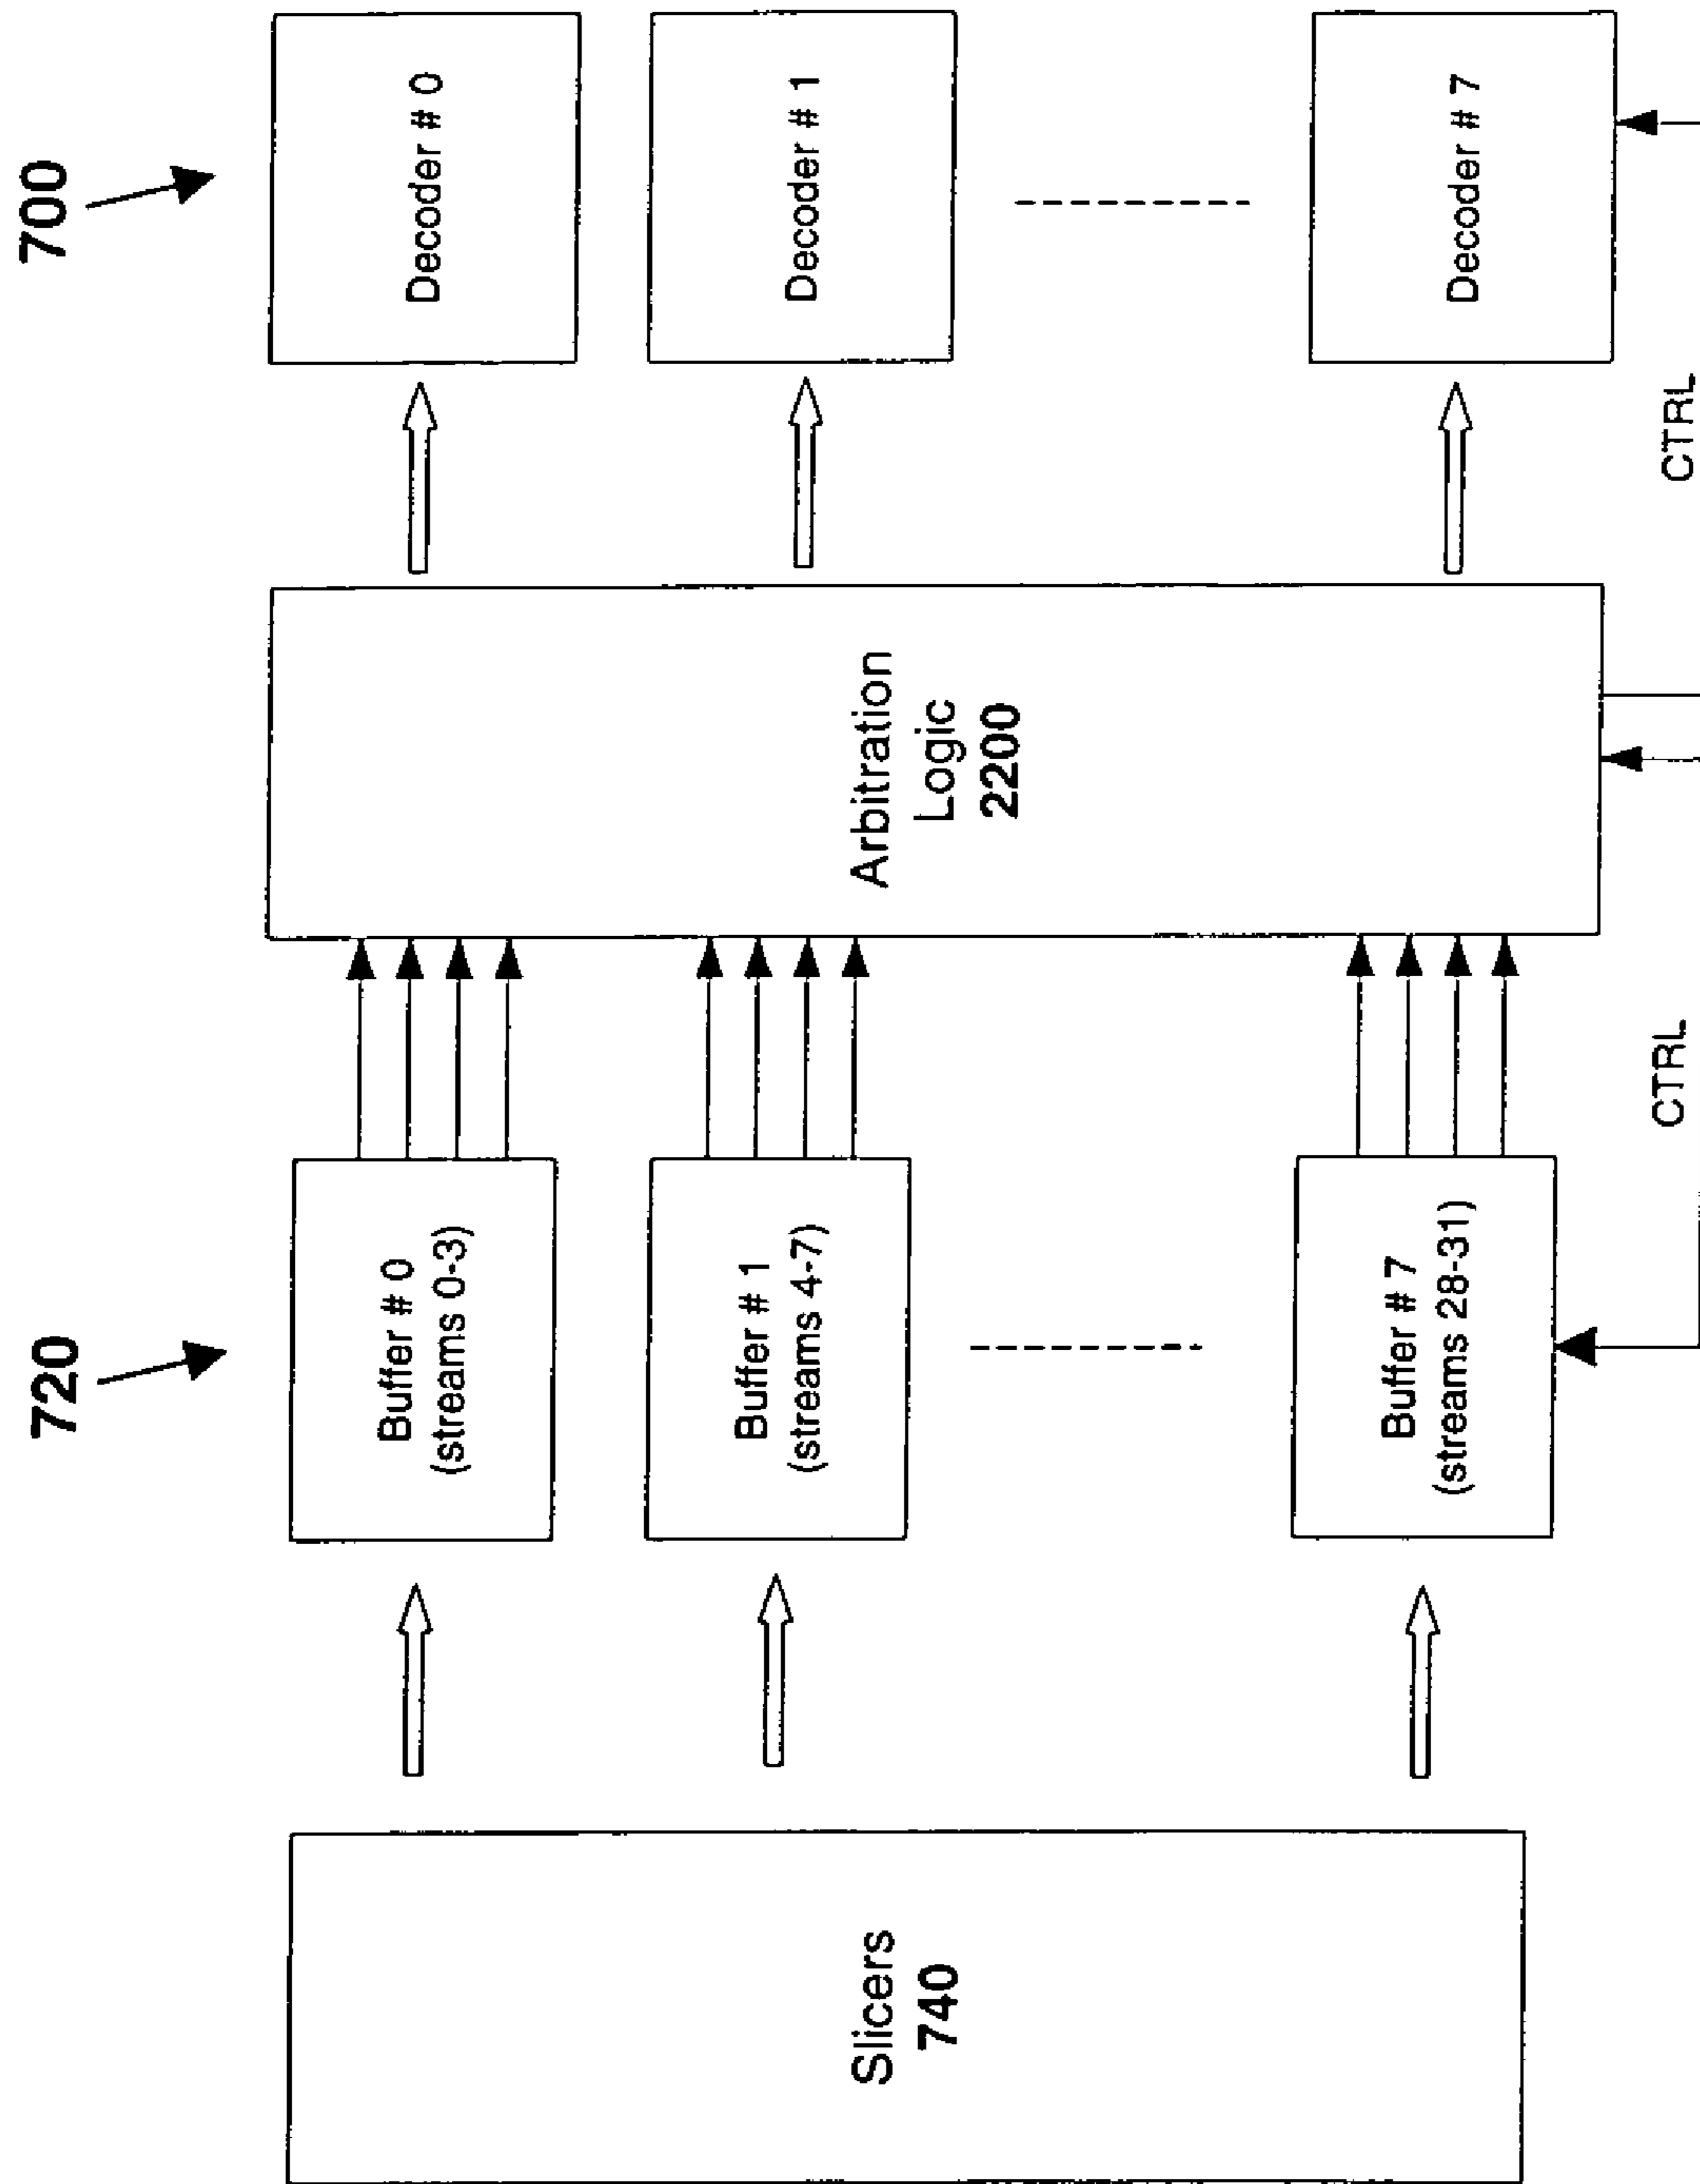 720
700
Slicers
740
Buffer # 0
(streams 0-3)
Buffer # 1
(streams 4-7)
Buffer # 7
(streams 28-31)
Arbitration
Logic
2200
Decoder # 0
Decoder # 1
Decoder # 7
CTRL
CTRL